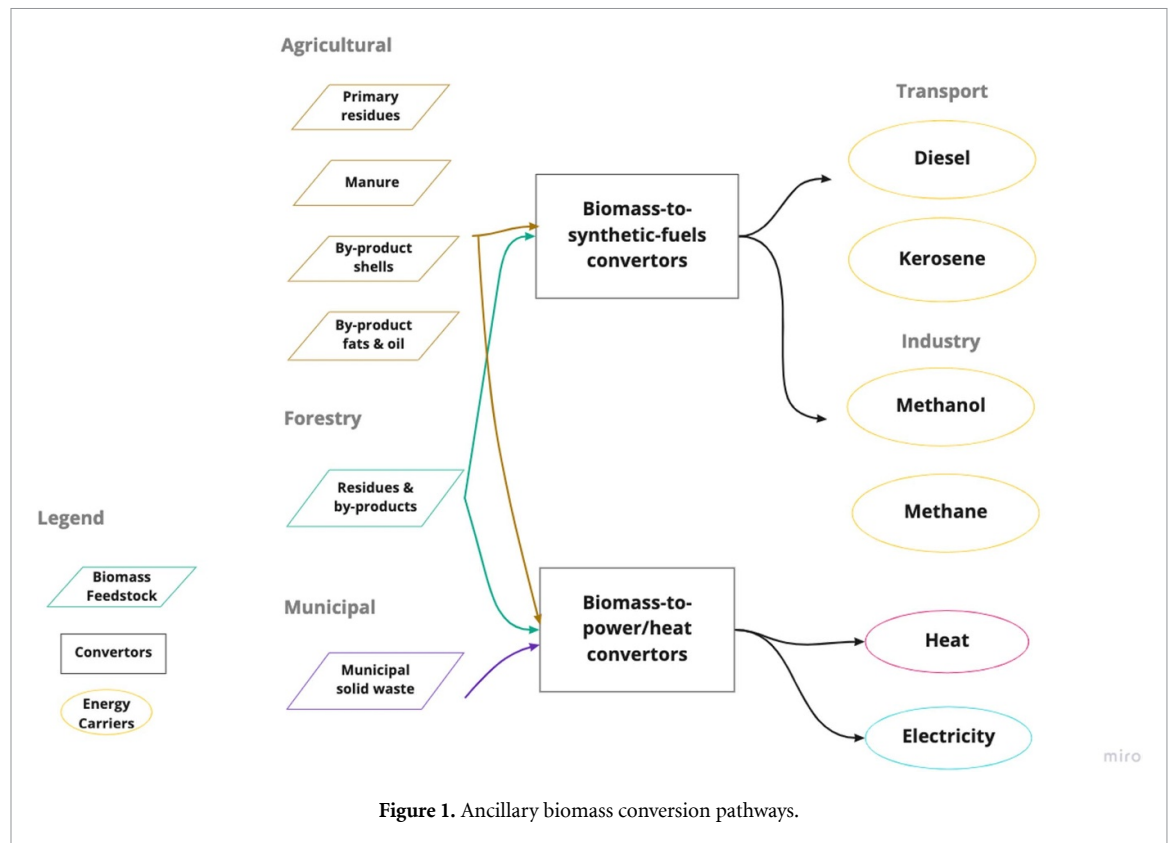 Agricultural
Primary
residues
Manure
By-product
shells
By-product
fats & oil
Forestry
Residues &
by-products
Municipal
Municipal
solid waste
Legend
Biomass
Feedstock
Convertors
Energy
Carriers
Biomass-to-
synthetic-fuels
convertors
Biomass-to-
power/heat
convertors
Transport
Diesel
Kerosene
Industry
Methanol
Methane
Heat
Electricity
miro
Figure 1. Ancillary biomass conversion pathways.